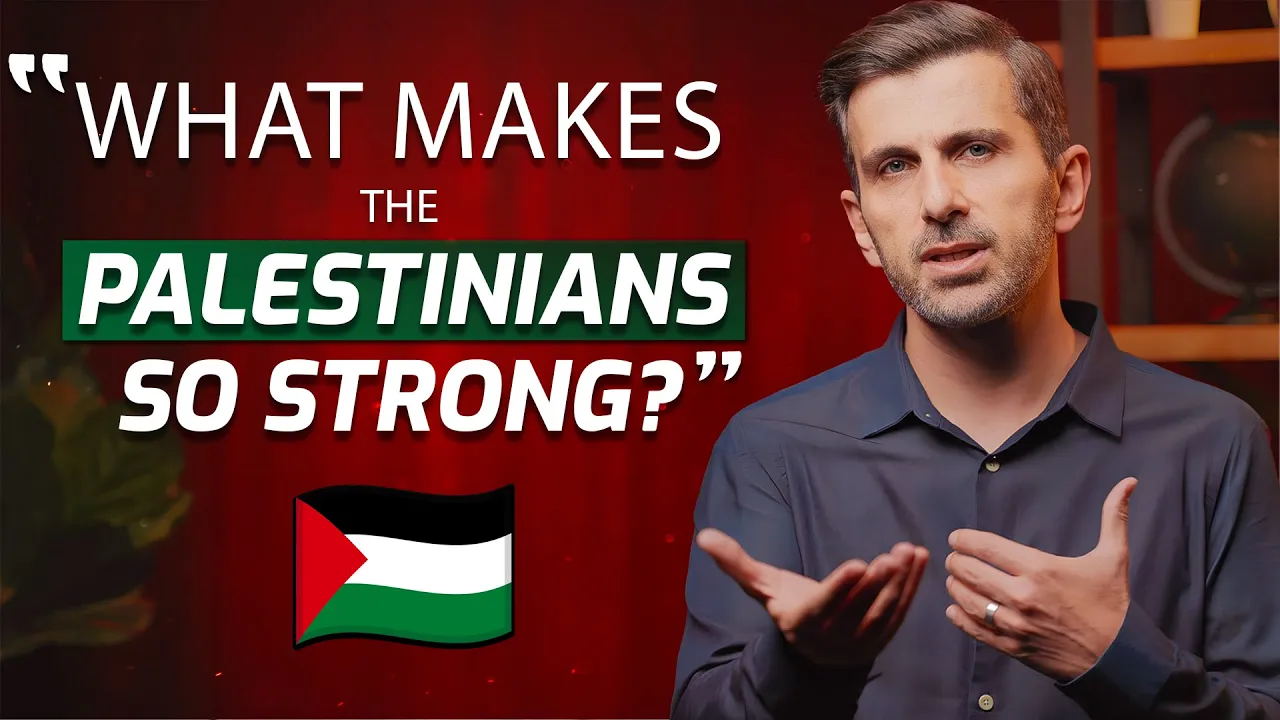 “WHAT MAKES
THE
PALESTINIANS
SO STRONG?”